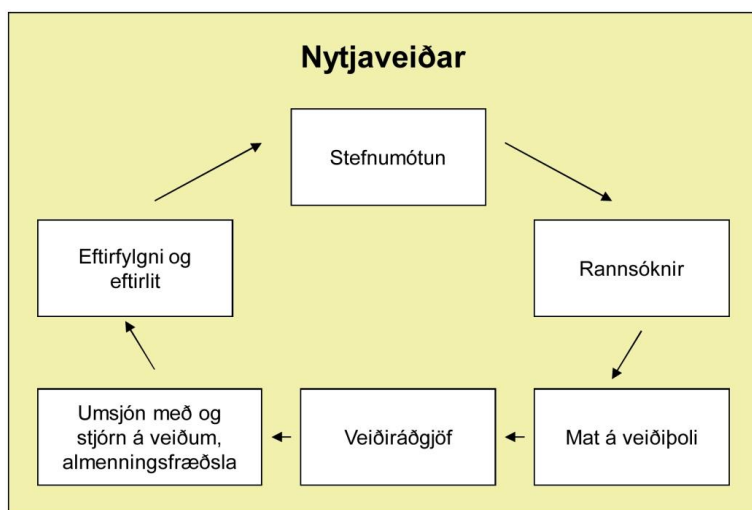 Nytjaveiðar
Stefnumótun
Rannsóknir
Mat á veiðiþoli
Veiðiráðgjöf
Umsjón með og
stjórn á veiðum,
almenningsfræðsla
Eftirfylgni og
eftirlit